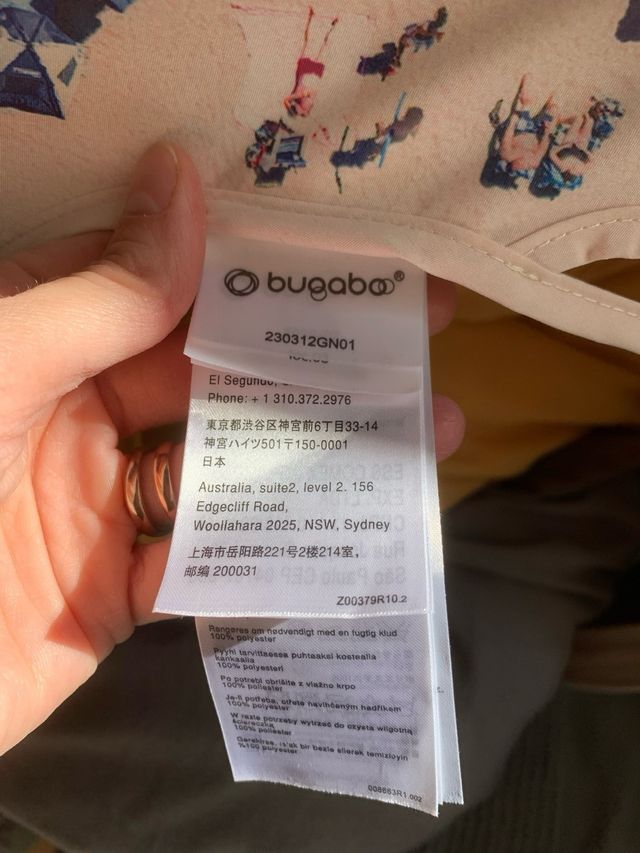 bugaboo®
230312GN01
El Segundo,
Phone: + 1 310.372.2976
東京都渋谷区神宮前6丁目33-14
神宮ハイツ501〒150-0001
日本
Australia, suite2, level 2. 156
Edgecliff Road,
Woollahara 2025, NSW, Sydney
上海市岳阳路221号2楼214室,
邮编 200031
Z00379R10.2
Rengøres om nødvendigt med en fugtig klud
100% polyester
Pyyhi tarvittaessa puhtaaksi kostealla
kankaalla
100% polyesteri
Po potrebi obrišite z vlažno krpo
100% poliester
Je-li potřeba, otřete navlhčeným hadříkem
100% polyester
W razie potrzeby wytrzeć do czysta wilgotną
ściereczką
100% poliester
Gerekirse, ıslak bir bezle silerek temizleyin
%100 polyester
008663R1 002